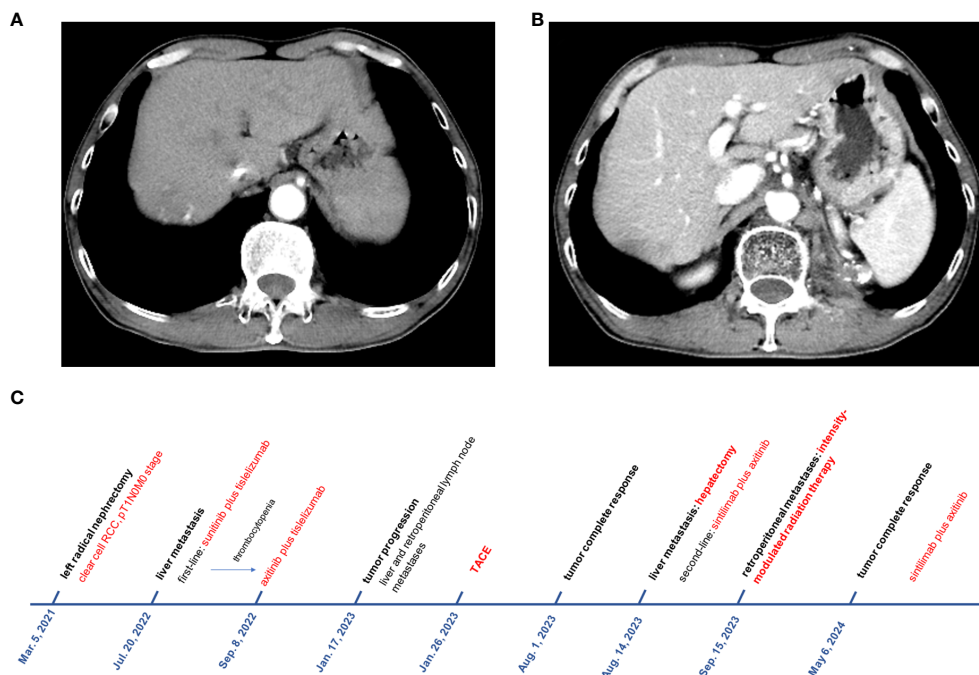 A
B
C
left radical nephrectomy
clear cell RCC, pT1N0M0 stage
liver metastasis
first-line: sunitinib plus tislelizumab
thrombocytopenia
axitinib plus tislelizumab
tumor progression
liver and retroperitoneal lymph node
metastases
TACE
tumor complete response
liver metastasis: hepatectomy
second-line: sintilimab plus axitinib
retroperitoneal metastases: intensity-
modulated radiation therapy
tumor complete response
sintilimab plus axitinib
Mar. 5, 2021
Jul. 20, 2022
Sep. 8, 2022
Jan. 17, 2023
Jan. 26, 2023
Aug. 1, 2023
Aug. 14, 2023
Sep. 15, 2023
May 6, 2024